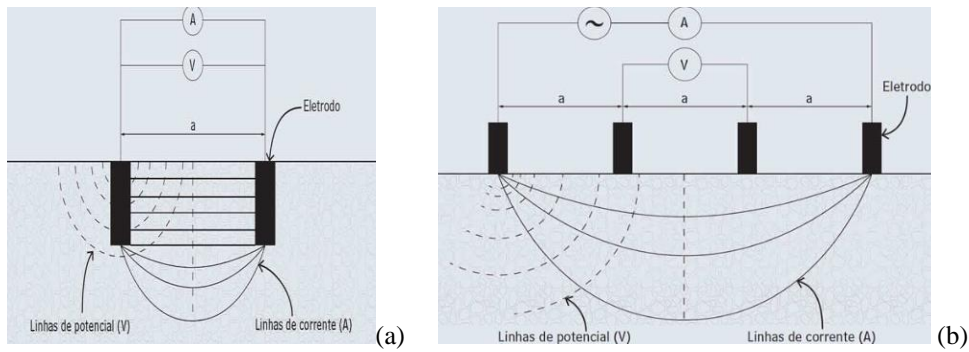 A
V
Eletrodo
a
Linhas de potencial (V)
Linhas de corrente (A)
(a)
~
A
V
a
a
a
Eletrodo
Linhas de potencial (V)
Linhas de corrente (A)
(b)